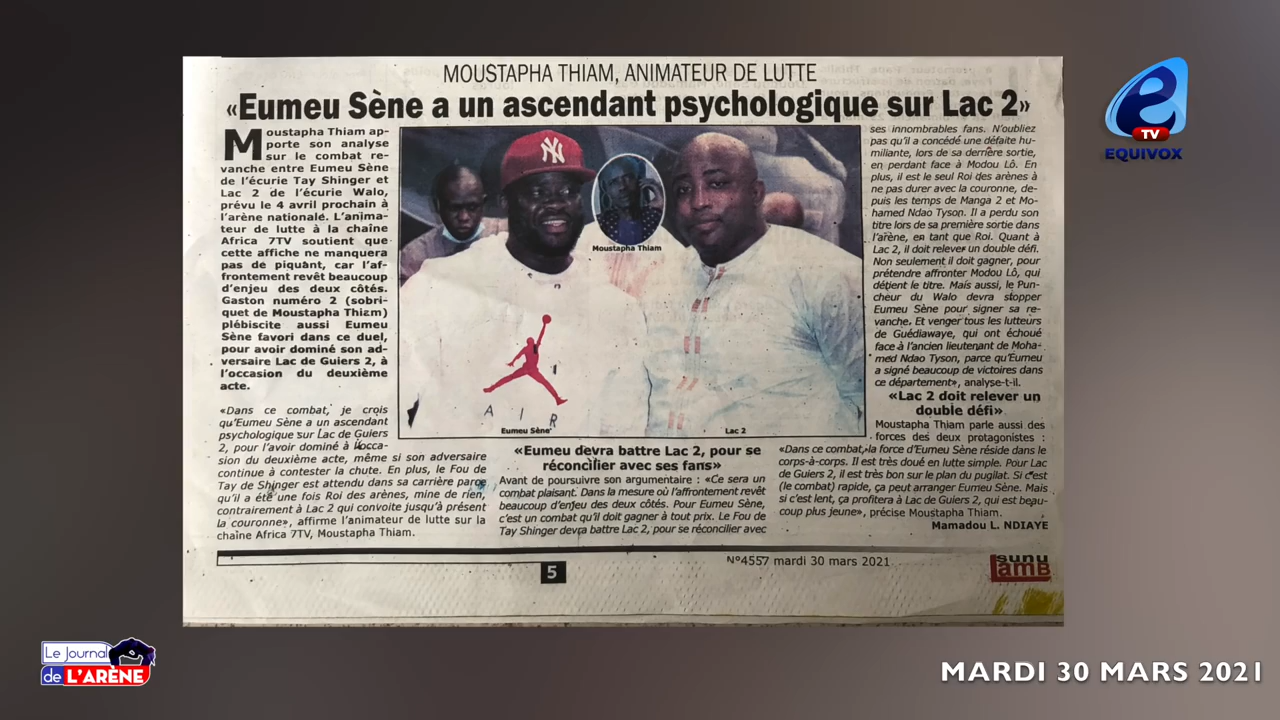 MOUSTAPHA THIAM, ANIMATEUR DE LUTTE
«Eumeu Sène a un ascendant psychologique sur Lac 2»
Moustapha Thiam ap-
porte son analyse
sur le combat re-
vanche entre Eumeu Sène
de l'écurie Tay Shinger et
Lac 2 de l'écurie Walo,
prévu le 4 avril prochain à
l'arène nationale. L'anima-
teur de lutte à la chaîne
Africa 7TV soutient que
cette affiche ne manquera
pas de piquant, car l'af-
frontement revêt beaucoup
d'enjeu des deux côtés.
Gaston numéro 2 (sobri-
quet de Moustapha Thiam)
plébiscite aussi Eumeu
Sène favori dans ce duel,
pour avoir dominé son ad-
versaire Lac de Guiers 2, à
l'occasion du deuxième
acte.
«Dans ce combat, je crois
qu'Eumeu Sène a un ascendant
psychologique sur Lac de Guiers
2, pour l'avoir dominé à l'occa-
sion du deuxième acte, même si son adversaire
continue à contester la chute. En plus, le Fou de
Tay de Shinger est attendu dans sa carrière parce
qu'il a été une fois Roi des arènes, mine de rien,
contrairement à Lac 2 qui convoite jusqu'à présent
la couronne», affirme l'animateur de lutte sur la
chaîne Africa 7TV, Moustapha Thiam.
Moustapha Thiam
AIR
Eumeu Sène
Lac 2
«Eumeu devra battre Lac 2, pour se
réconcilier avec ses fans»
Avant de poursuivre son argumentaire : «Ce sera un
combat plaisant. Dans la mesure où l'affrontement revêt
beaucoup d'enjeu des deux côtés. Pour Eumeu Sène,
c'est un combat qu'il doit gagner à tout prix. Le Fou de
Tay Shinger devra battre Lac 2, pour se réconcilier avec
ses innombrables fans. N'oubliez
pas qu'il a concédé une défaite hu-
miliante, lors de sa dernière sortie,
en perdant face à Modou Lô. En
plus, il est le seul Roi des arènes à
ne pas durer avec la couronne, de-
puis les temps de Manga 2 et Mo-
hamed Ndao Tyson. Il a perdu son
titre lors de sa première sortie dans
l'arène, en tant que Roi. Quant à
Lac 2, il doit relever un double défi.
Non seulement il doit gagner, pour
prétendre affronter Modou Lô, qui
détient le titre. Mais aussi, le Pun-
cheur du Walo devra stopper
Eumeu Sène pour signer sa re-
vanche. Et venger tous les lutteurs
de Guédiawaye, qui ont échoué
face à l'ancien lieutenant de Moha-
med Ndao Tyson, parce qu'Eumeu
a signé beaucoup de victoires dans
ce département», analyse-t-il.
«Lac 2 doit relever un
double défi»
Moustapha Thiam parle aussi des
forces des deux protagonistes :
«Dans ce combat, la force d'Eumeu Sène réside dans le
corps-à-corps. Il est très doué en lutte simple. Pour Lac
de Guiers 2, il est très bon sur le plan du pugilat. Si c'est
(le combat) rapide, ça peut arranger Eumeu Sène. Mais
si c'est lent, ça profitera à Lac de Guiers 2, qui est beau-
coup plus jeune», précise Moustapha Thiam.
Mamadou L. NDIAYE
5
N°4557 mardi 30 mars 2021
sunu
lamB
e
TV
EQUIVOX
Le Journal
de L'ARÈNE
MARDI 30 MARS 2021